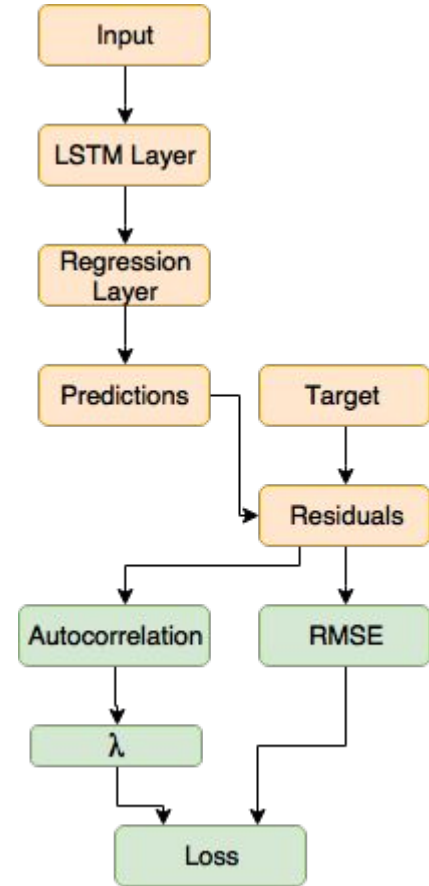 Input
LSTM Layer
Regression
Layer
Predictions
Target
Residuals
Autocorrelation
RMSE
λ
Loss